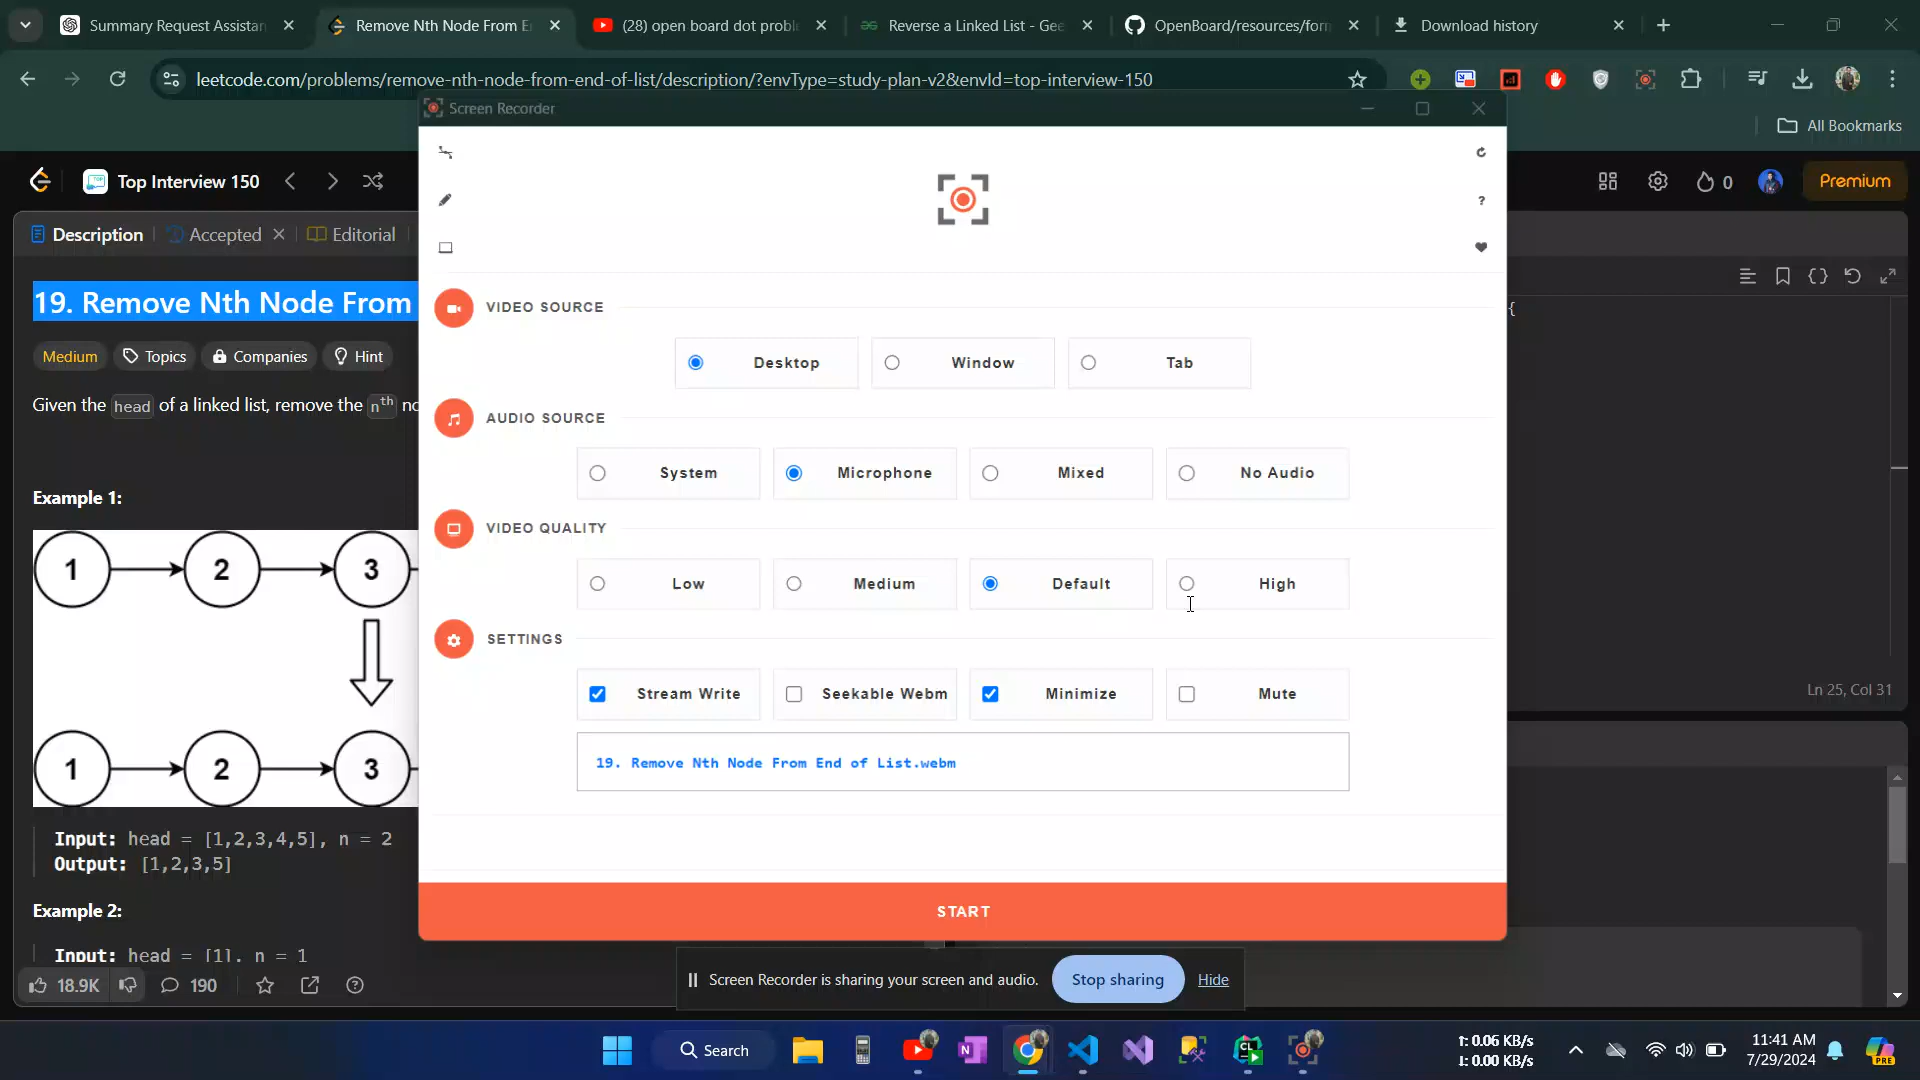 Summary Request Assistan
Remove Nth Node From E
(28) open board dot probl
Reverse a Linked List - Gee
OpenBoard/resources/for
Download history
leetcode.com/problems/remove-nth-node-from-end-of-list/description/?envType=study-plan-v2&envId=top-interview-150
Screen Recorder
All Bookmarks
Top Interview 150
0
Premium
Description
Accepted
Editorial
19. Remove Nth Node From
Medium
Topics
Companies
Hint
Given the head of a linked list, remove the nth no
Example 1:
1 2 3
1 2 3
Input: head = [1,2,3,4,5], n = 2
Output: [1,2,3,5]
Example 2:
Input: head = [1], n = 1
18.9K
190
?
VIDEO SOURCE
Desktop
Window
Tab
AUDIO SOURCE
System
Microphone
Mixed
No Audio
VIDEO QUALITY
Low
Medium
Default
High
SETTINGS
Stream Write
Seekable Webm
Minimize
Mute
19. Remove Nth Node From End of List.webm
START
{
Ln 25, Col 31
Screen Recorder is sharing your screen and audio.
Stop sharing
Hide
Search
0.06 KB/s
0.00 KB/s
11:41 AM
7/29/2024
PRE